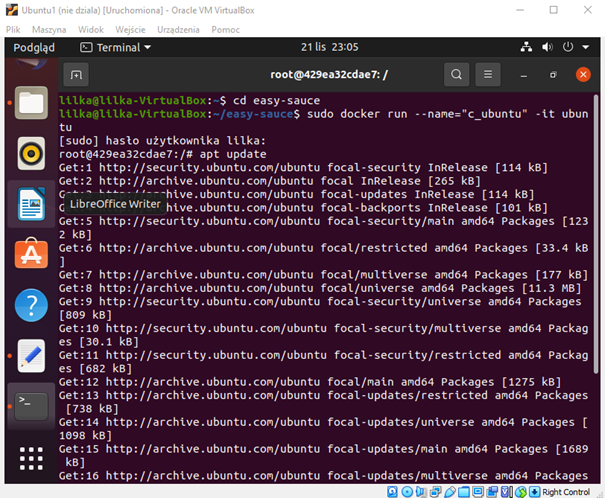 Ubuntu1 (nie działa) [Uruchomiona] - Oracle VM VirtualBox
Plik Maszyna Widok Wejście Urządzenia Pomoc
Podgląd Terminal 21 lis 23:05
root@429ea32cdae7: /
lilka@lilka-VirtualBox:~$ cd easy-sauce
lilka@lilka-VirtualBox:~/easy-sauce$ sudo docker run --name="c_ubuntu" -it ubun
tu
[sudo] hasło użytkownika lilka:
root@429ea32cdae7:/# apt update
Get:1 http://security.ubuntu.com/ubuntu focal-security InRelease [114 kB]
Get:2 http://archive.ubuntu.com/ubuntu focal InRelease [265 kB]
Get:3 http://archive.ubuntu.com/ubuntu focal-updates InRelease [114 kB]
LibreOffice Writer
ubuntu.com/ubuntu focal-backports InRelease [101 kB]
Get:5 http://security.ubuntu.com/ubuntu focal-security/main amd64 Packages [123
2 kB]
Get:6 http://archive.ubuntu.com/ubuntu focal/restricted amd64 Packages [33.4 kB
]
Get:7 http://archive.ubuntu.com/ubuntu focal/multiverse amd64 Packages [177 kB]
Get:8 http://archive.ubuntu.com/ubuntu focal/universe amd64 Packages [11.3 MB]
Get:9 http://security.ubuntu.com/ubuntu focal-security/universe amd64 Packages
[809 kB]
Get:10 http://security.ubuntu.com/ubuntu focal-security/multiverse amd64 Packag
es [30.1 kB]
Get:11 http://security.ubuntu.com/ubuntu focal-security/restricted amd64 Packag
es [682 kB]
Get:12 http://archive.ubuntu.com/ubuntu focal/main amd64 Packages [1275 kB]
Get:13 http://archive.ubuntu.com/ubuntu focal-updates/restricted amd64 Packages
[738 kB]
Get:14 http://archive.ubuntu.com/ubuntu focal-updates/universe amd64 Packages [
1098 kB]
Get:15 http://archive.ubuntu.com/ubuntu focal-updates/main amd64 Packages [1689
kB]
Get:16 http://archive.ubuntu.com/ubuntu focal-updates/multiverse amd64 Packages
Right Control